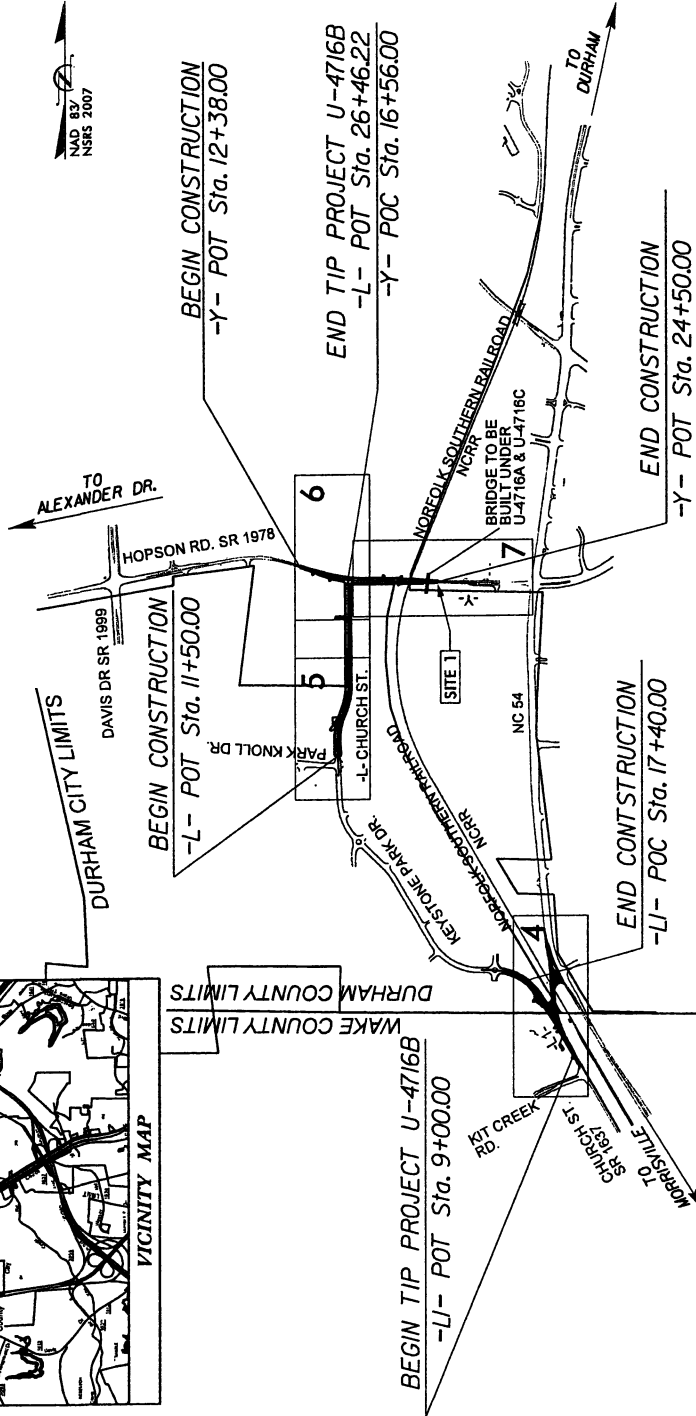 NAD 83/
NSRS 2007
BEGIN CONSTRUCTION
-Y- POT Sta. 12+38.00
END TIP PROJECT U-4716B
-L- POT Sta. 26+46.22
-Y- POC Sta. 16+56.00
TO
DURHAM
TO
ALEXANDER DR.
HOPSON RD. SR 1978
DAVIS DR SR 1999
6
NORFOLK SOUTHERN RAILROAD
NCRR
BRIDGE TO BE
BUILT UNDER
U-4716A & U-4716C
7
-Y-
END CONSTRUCTION
-Y- POT Sta. 24+50.00
BEGIN CONSTRUCTION
-L- POT Sta. 11+50.00
DURHAM CITY LIMITS
5
PARK KNOLL DR.
-L- CHURCH ST.
SITE 1
NC 54
KEYSTONE PARK DR.
NORFOLK SOUTHERN RAILROAD
NCRR
4
END CONTSTRUCTION
-L1- POC Sta. 17+40.00
DURHAM COUNTY LIMITS
WAKE COUNTY LIMITS
-L1-
KIT CREEK
RD.
CHURCH ST.
SR 1637
TO
MORRISVILLE
BEGIN TIP PROJECT U-4716B
-L1- POT Sta. 9+00.00
VICINITY MAP